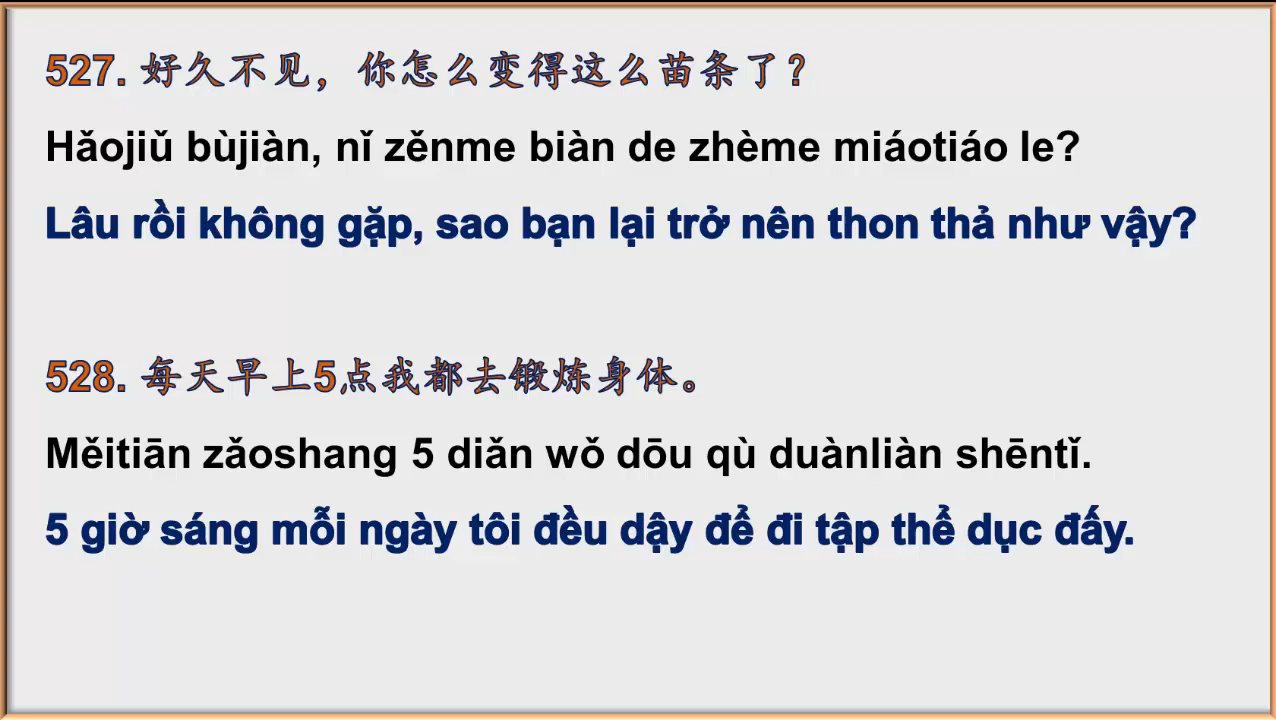 527. 好久不见，你怎么变得这么苗条了？
Hǎojiǔ bùjiàn, nǐ zěnme biàn de zhème miáotiáo le?
Lâu rồi không gặp, sao bạn lại trở nên thon thả như vậy?
528. 每天早上5点我都去锻炼身体。
Měitiān zǎoshang 5 diǎn wǒ dōu qù duànliàn shēntǐ.
5 giờ sáng mỗi ngày tôi đều dậy để đi tập thể dục đấy.